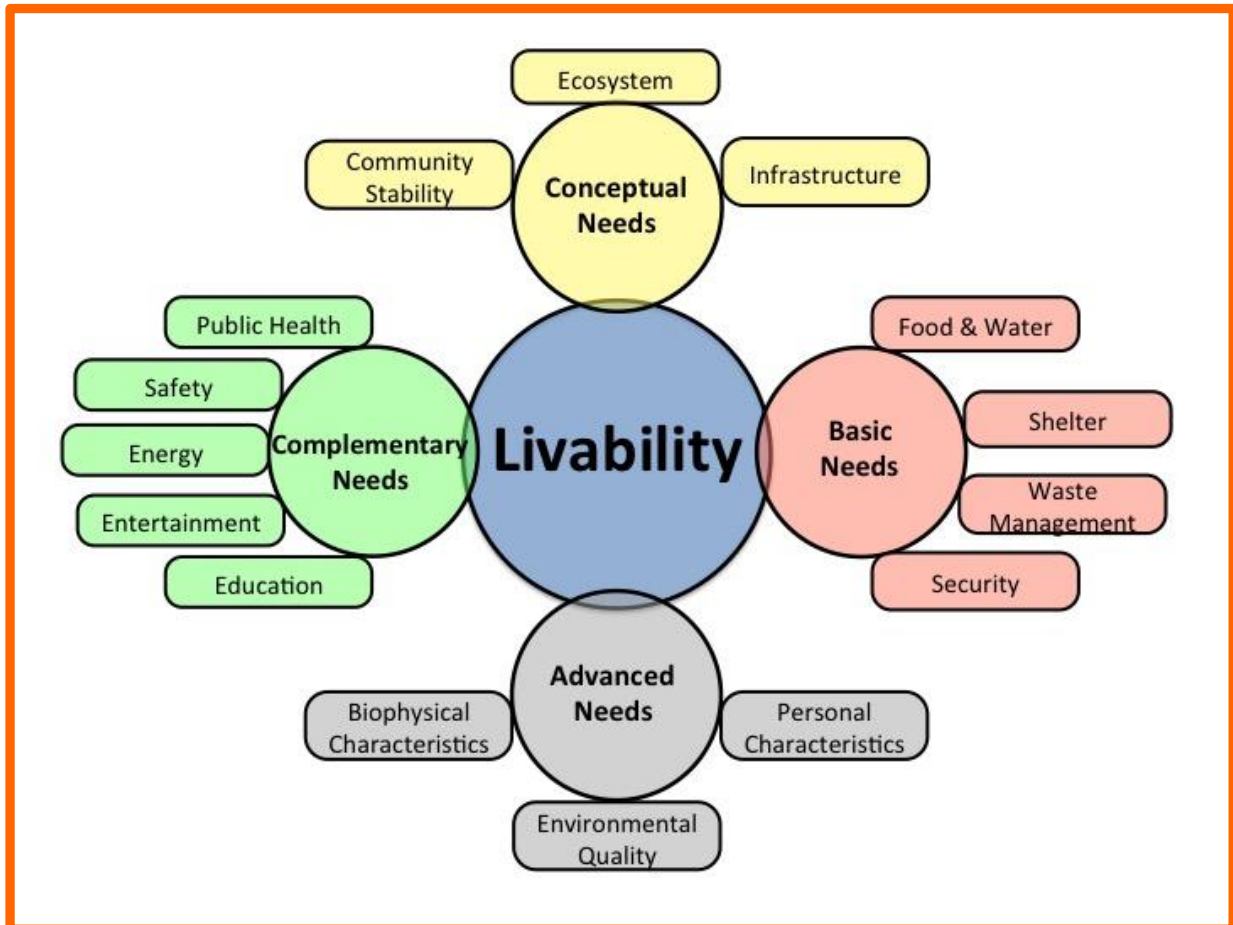 Ecosystem
Community
Stability
Conceptual
Needs
Infrastructure
Public Health
Safety
Energy
Entertainment
Education
Complementary
Needs
Livability
Basic
Needs
Food & Water
Shelter
Waste
Management
Security
Advanced
Needs
Biophysical
Characteristics
Personal
Characteristics
Environmental
Quality